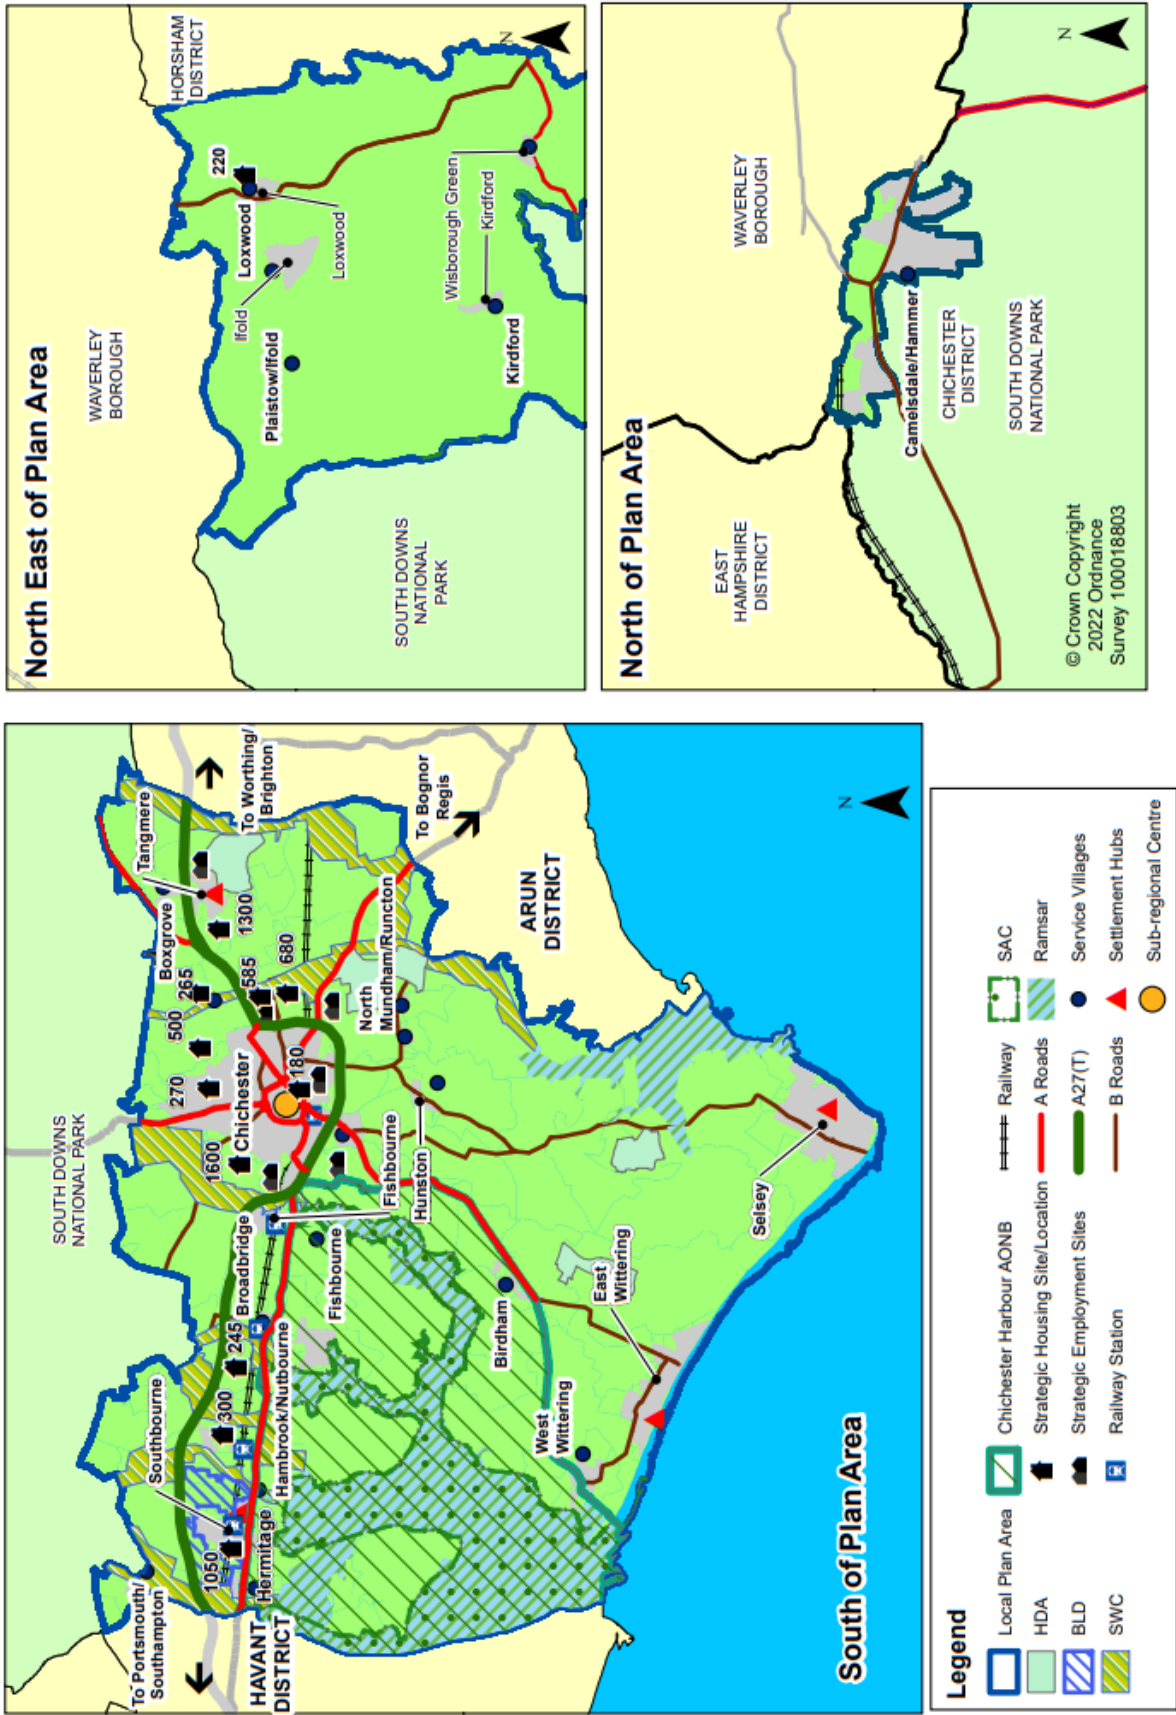 SOUTH DOWNS
NATIONAL PARK
To Portsmouth/
Southampton
Southbourne
1050
300
245
Broadbridge
1600
Chichester
270
500
265
Boxgrove
Tangmere
1300
585
680
180
To Worthing/
Brighton
HAVANT
DISTRICT
Hermitage
Hambrook/Nutbourne
Fishbourne
Fishbourne
Hunston
North
Mundham/Runcton
To Bognor
Regis
Birdham
West
Wittering
East
Wittering
Selsey
ARUN
DISTRICT
South of Plan Area
N
North East of Plan Area
WAVERLEY
BOROUGH
HORSHAM
DISTRICT
220
Loxwood
Ifold
Loxwood
Plaistow/Ifold
Wisborough Green
Kirdford
Kirdford
SOUTH DOWNS
NATIONAL
PARK
N
North of Plan Area
WAVERLEY
BOROUGH
EAST
HAMPSHIRE
DISTRICT
Camelsdale/Hammer
CHICHESTER
DISTRICT
SOUTH DOWNS
NATIONAL PARK
N
© Crown Copyright
2022 Ordnance
Survey 100018803
Legend
Local Plan Area
HDA
BLD
SWC
Chichester Harbour AONB
Strategic Housing Site/Location
Strategic Employment Sites
Railway Station
Railway
A Roads
A27(T)
B Roads
SAC
Ramsar
Service Villages
Settlement Hubs
Sub-regional Centre